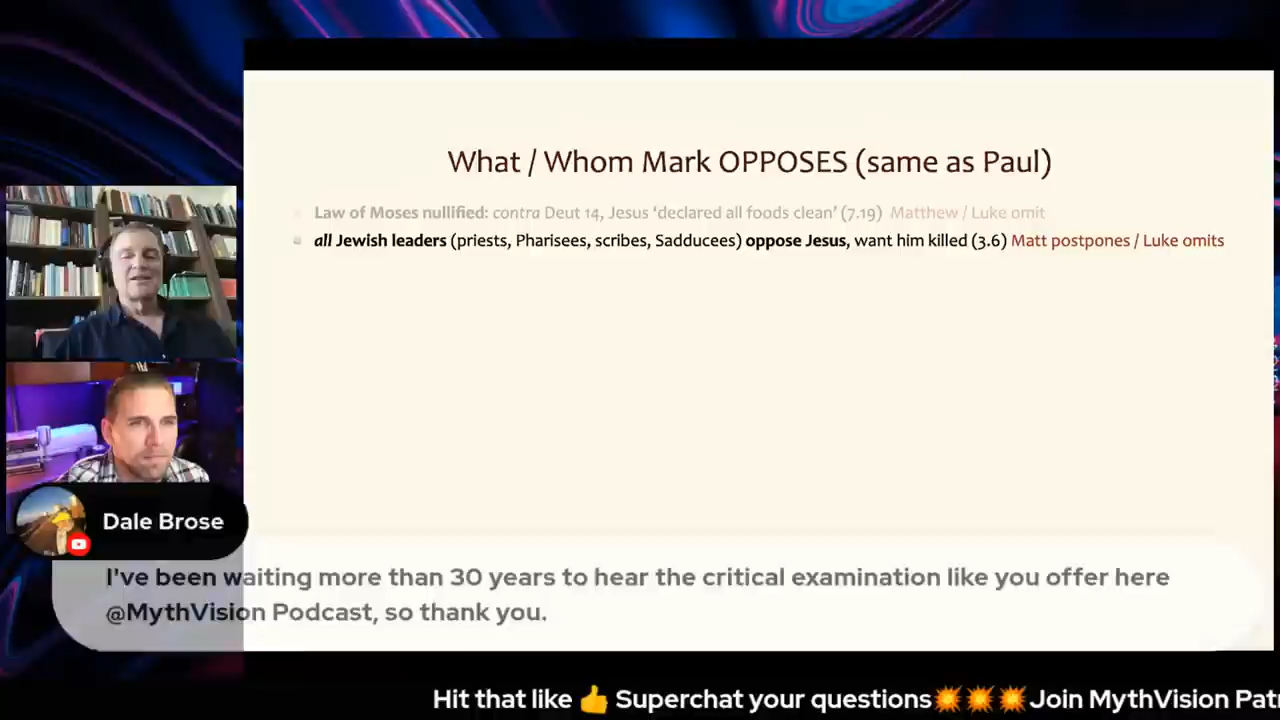 What / Whom Mark OPPOSES (same as Paul)
Law of Moses nullified: contra Deut 14, Jesus ‘declared all foods clean’ (7.19) Matthew / Luke omit
all Jewish leaders (priests, Pharisees, scribes, Sadducees) oppose Jesus, want him killed (3.6) Matt postpones / Luke omits
Dale Brose
I've been waiting more than 30 years to hear the critical examination like you offer here
@MythVision Podcast, so thank you.
Hit that like 👍 Superchat your questions💥💥💥Join MythVision Pat